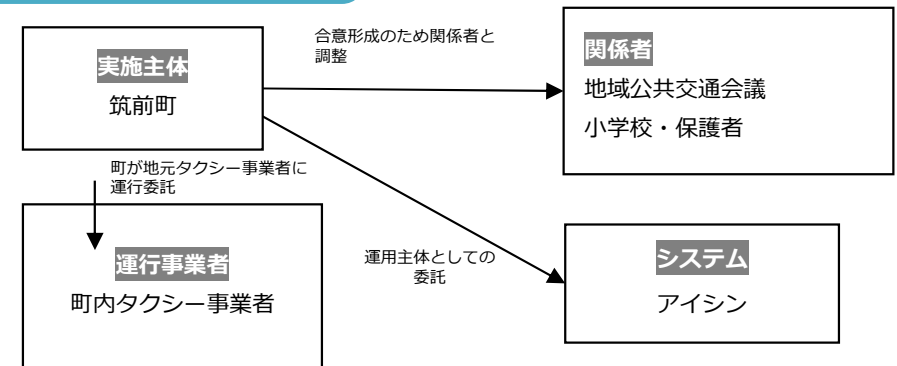 合意形成のため関係者と
調整
実施主体
筑前町
関係者
地域公共交通会議
小学校・保護者
町が地元タクシー事業者に
運行委託
運行事業者
町内タクシー事業者
運用主体としての
委託
システム
アイシン